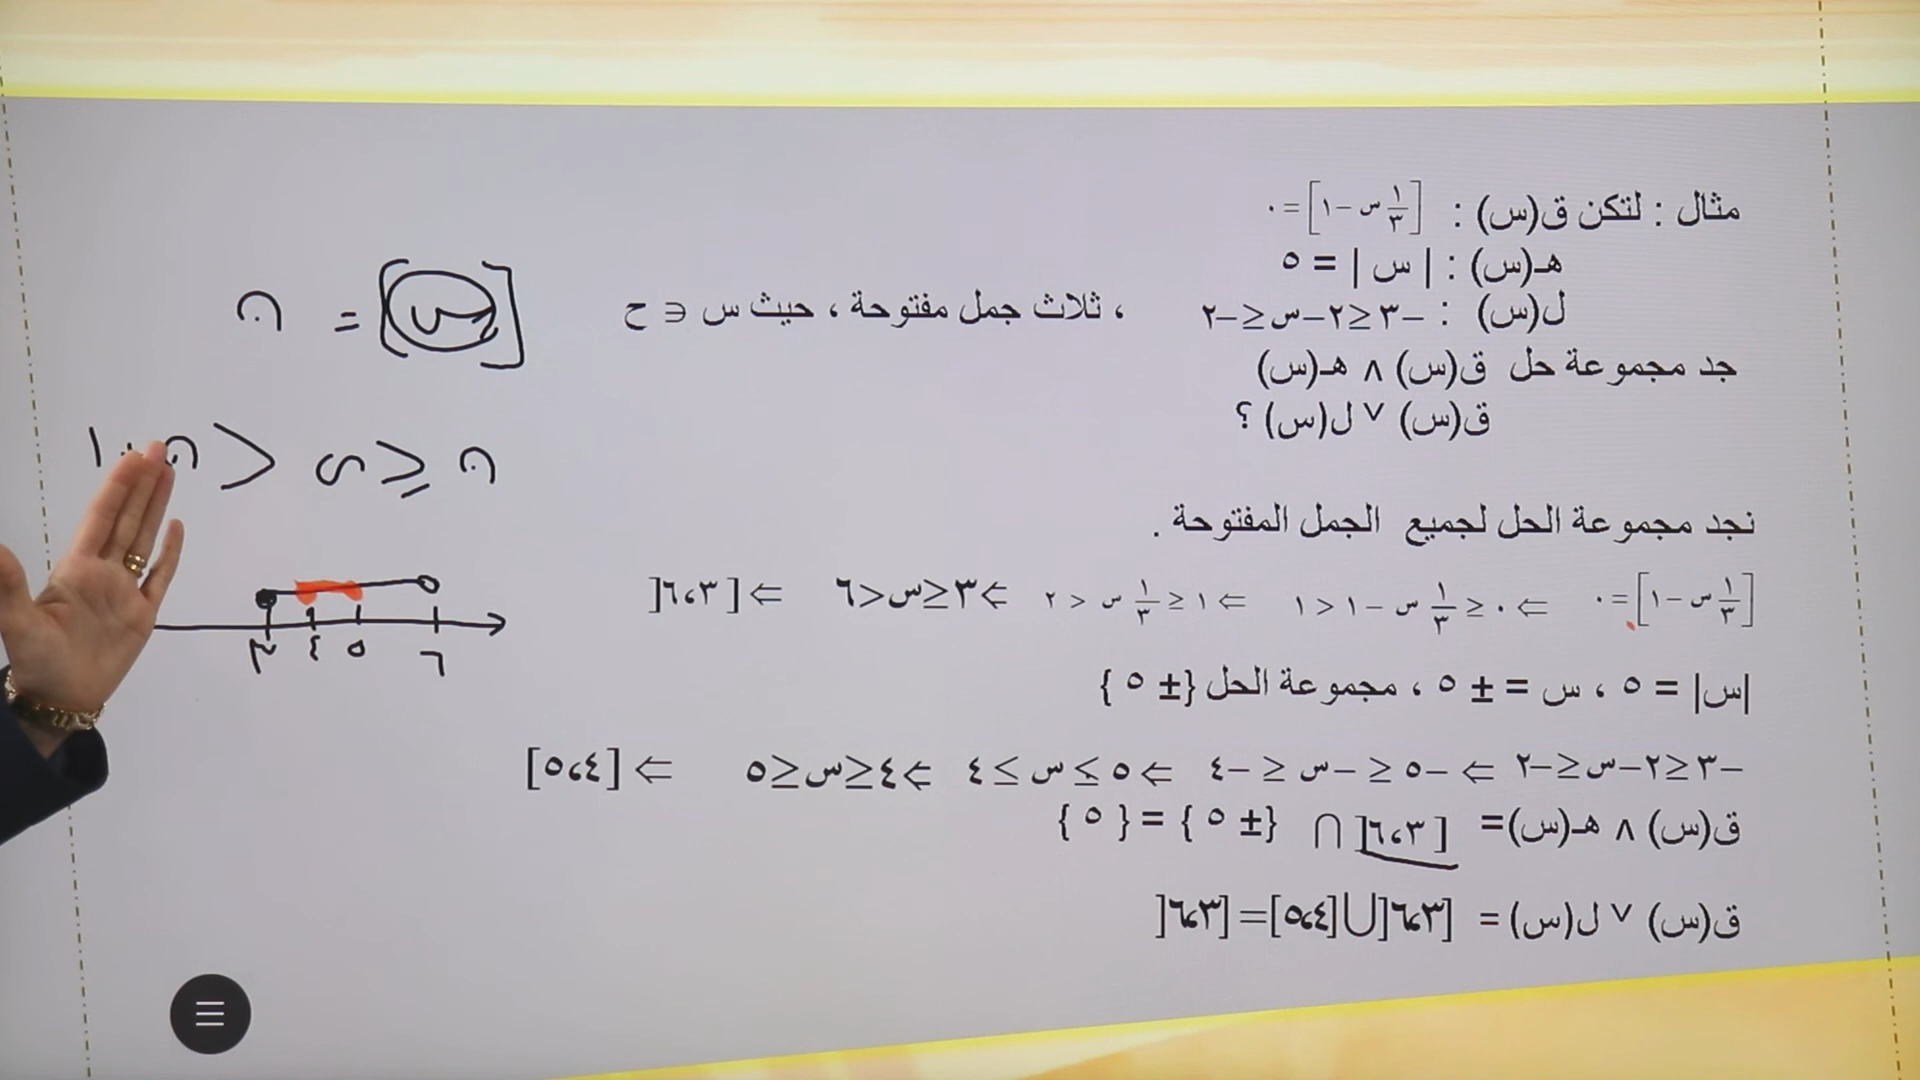 مثال : لتكن ق(س) : [١/٣ س – ١] = ٠
هـ(س) : | س | = ٥
ل(س) : –٣ ≤ ٢–س ≤ –٢ ، ثلاث جمل مفتوحة ، حيث س ∈ ح
جد مجموعة حل ق(س) ∧ هـ(س)
ق(س) ∨ ل(س) ؟
[س] = ن
ن ≤ س < ن + ١
نجد مجموعة الحل لجميع الجمل المفتوحة .
[١/٣ س – ١] = ٠ ⇐ ٠ ≤ ١/٣ س – ١ < ١ ⇐ ١ ≤ ١/٣ س < ٢ ⇐ ٣ ≤ س < ٦ ⇐ [٣،٦[
٣ ٤ ٥ ٦
|س| = ٥ ، س = ± ٥ ، مجموعة الحل {± ٥ }
–٣ ≤ ٢–س ≤ –٢ ⇐ –٥ ≤ –س ≤ –٤ ⇐ ٥ ≥ س ≥ ٤ ⇐ ٤ ≤ س ≤ ٥ ⇐ [٤،٥]
ق(س) ∧ هـ(س) = [٣،٦[ ∩ {± ٥ } = { ٥ }
ق(س) ∨ ل(س) = [٣،٦[ ∪ [٤،٥] = [٣،٦[